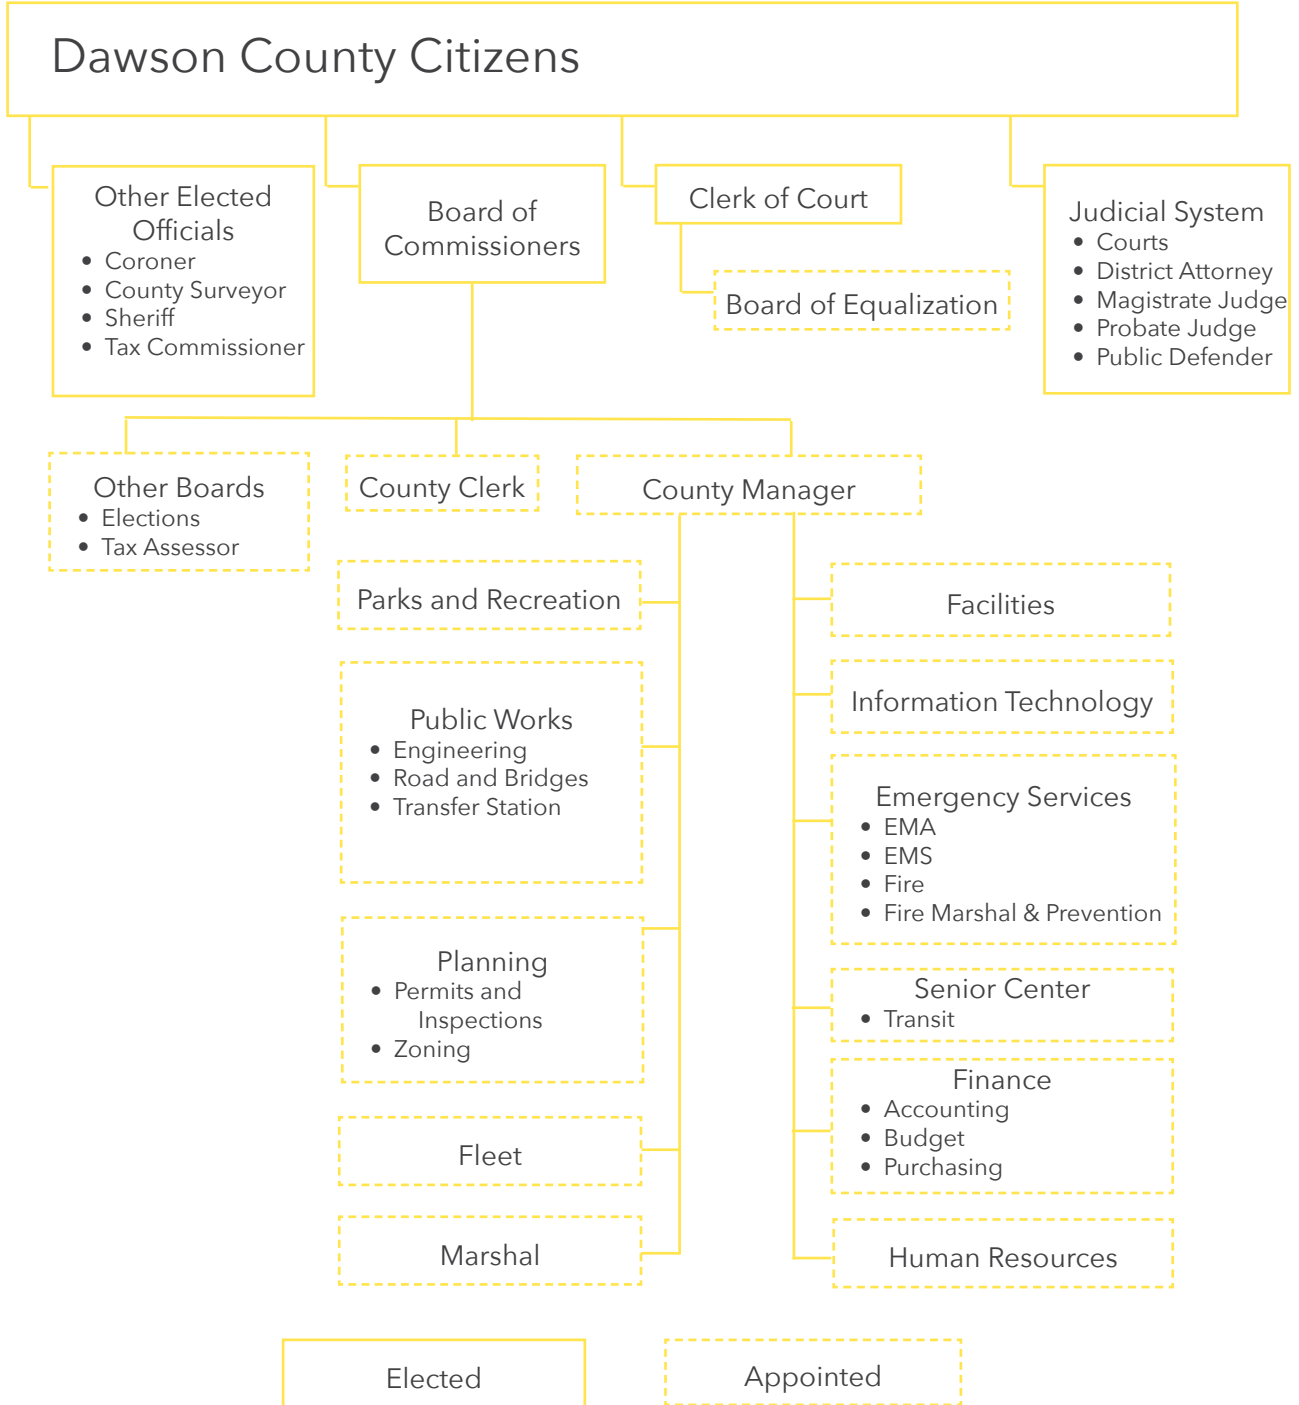 Dawson County Citizens
Other Elected
Officials
• Coroner
• County Surveyor
• Sheriff
• Tax Commissioner
Board of
Commissioners
Clerk of Court
Board of Equalization
Judicial System
• Courts
• District Attorney
• Magistrate Judge
• Probate Judge
• Public Defender
Other Boards
• Elections
• Tax Assessor
County Clerk
County Manager
Parks and Recreation
Public Works
• Engineering
• Road and Bridges
• Transfer Station
Planning
• Permits and
Inspections
• Zoning
Fleet
Marshal
Facilities
Information Technology
Emergency Services
• EMA
• EMS
• Fire
• Fire Marshal & Prevention
Senior Center
• Transit
Finance
• Accounting
• Budget
• Purchasing
Human Resources
Elected
Appointed